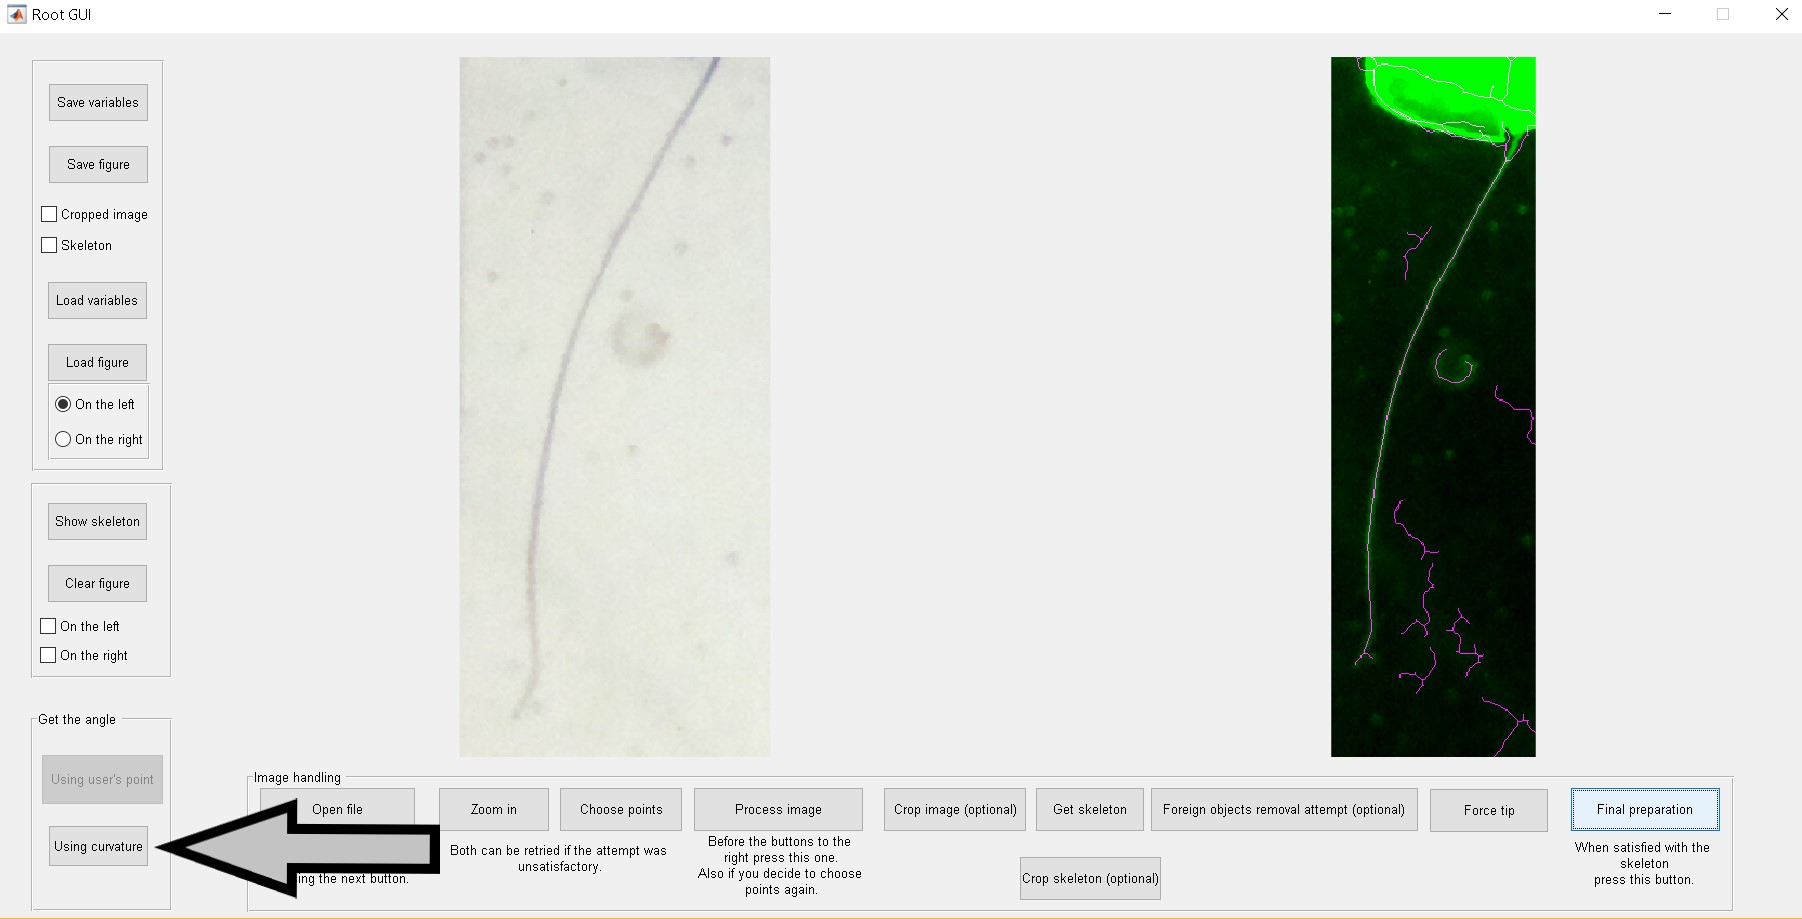 Root GUI
Save variables
Save figure
Cropped image
Skeleton
Load variables
Load figure
On the left
On the right
Show skeleton
Clear figure
On the left
On the right
Get the angle
Using user's point
Using curvature
Image handling
Open file
the next button.
Zoom in
Choose points
Both can be retried if the attempt was
unsatisfactory.
Process image
Before the buttons to the
right press this one.
Also if you decide to choose
points again.
Crop image (optional)
Get skeleton
Crop skeleton (optional)
Foreign objects removal attempt (optional)
Force tip
Final preparation
When satisfied with the
skeleton
press this button.